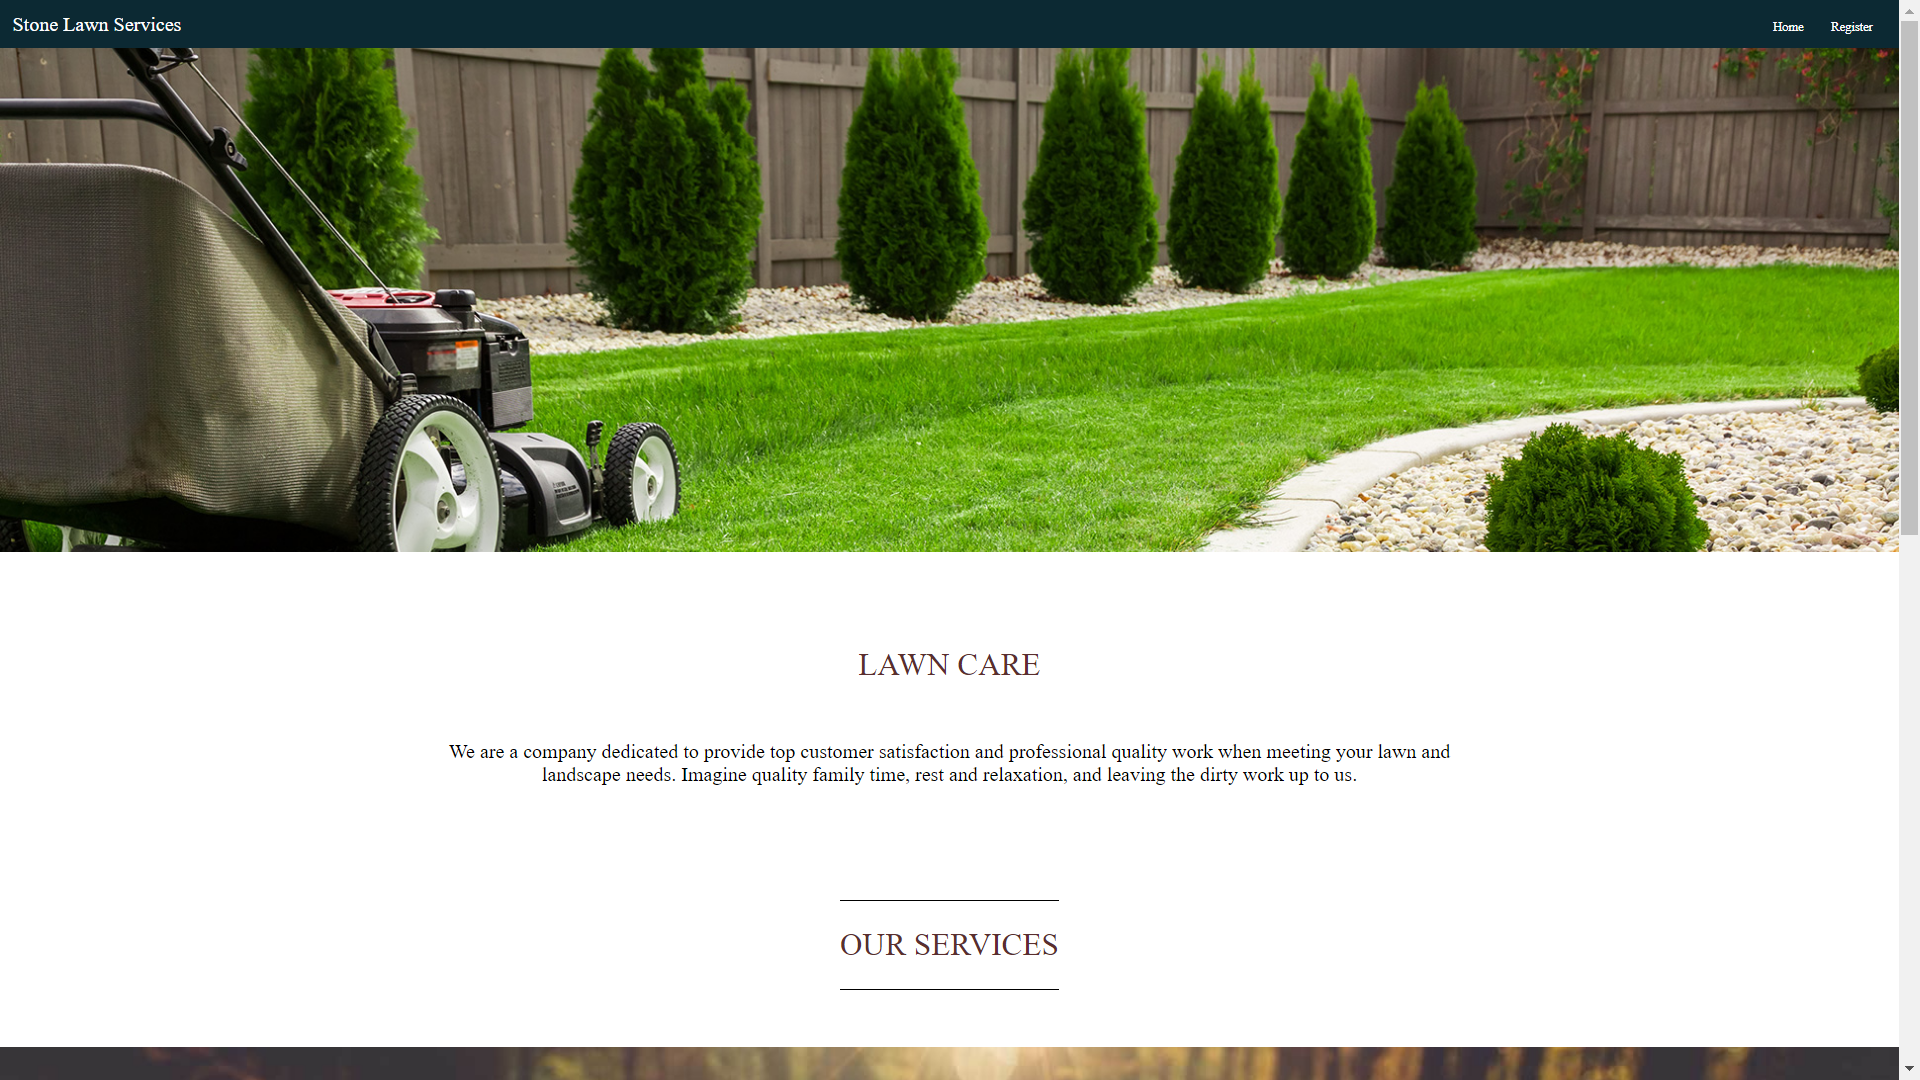 Stone Lawn Services
Home Register
LAWN CARE
We are a company dedicated to provide top customer satisfaction and professional quality work when meeting your lawn and
landscape needs. Imagine quality family time, rest and relaxation, and leaving the dirty work up to us.
OUR SERVICES